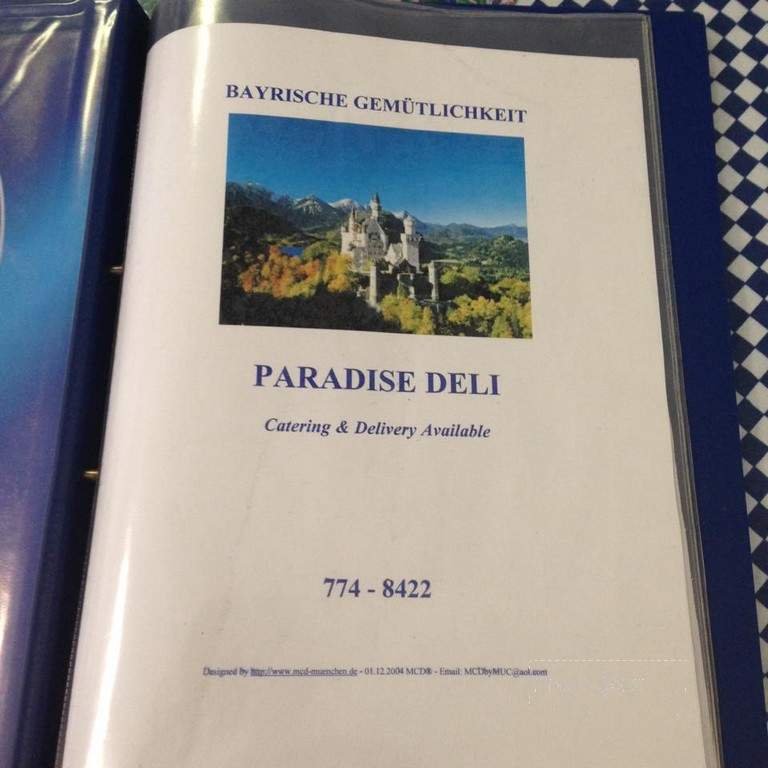 BAYRISCHE GEMÜTLICHKEIT
PARADISE DELI
Catering & Delivery Available
774 - 8422
Designed by http://www.mcd-muenchen.de - 01.12.2004 MCD® - Email: MCDbyMUC@aol.com